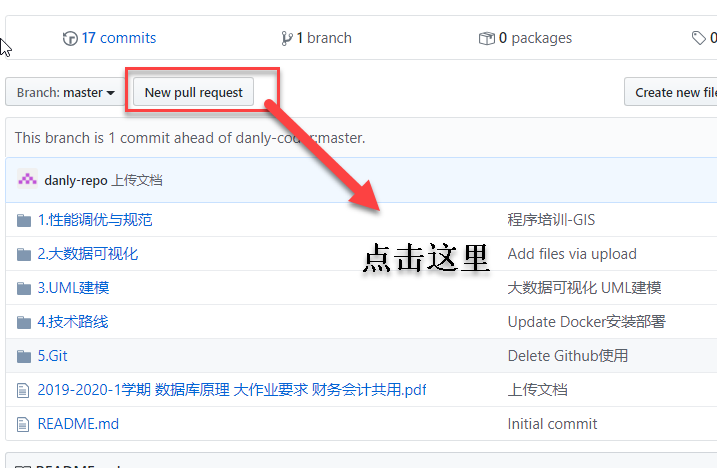 17 commits 1 branch 0 packages 0
Branch: master New pull request Create new file
This branch is 1 commit ahead of danly-coder:master.
danly-repo 上传文档
1.性能调优与规范 程序培训-GIS
2.大数据可视化 Add files via upload
点击这里
3.UML建模 大数据可视化 UML建模
4.技术路线 Update Docker安装部署
5.Git Delete Github使用
2019-2020-1学期 数据库原理 大作业要求 财务会计共用.pdf 上传文档
README.md Initial commit